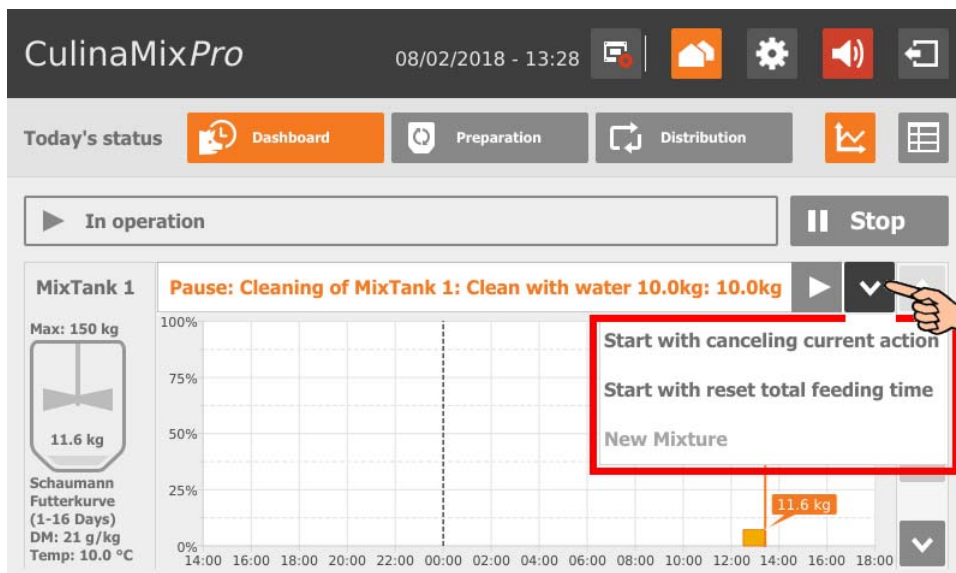 CulinaMixPro
08/02/2018 - 13:28
Today's status
Dashboard
Preparation
Distribution
In operation
Stop
MixTank 1
Pause: Cleaning of MixTank 1: Clean with water 10.0kg: 10.0kg
Max: 150 kg
11.6 kg
Schaumann
Futterkurve
(1-16 Days)
DM: 21 g/kg
Temp: 10.0 °C
100%
75%
50%
25%
0%
Start with canceling current action
Start with reset total feeding time
New Mixture
11.6 kg
14:00 16:00 18:00 20:00 22:00 00:00 02:00 04:00 06:00 08:00 10:00 12:00 14:00 16:00 18:00